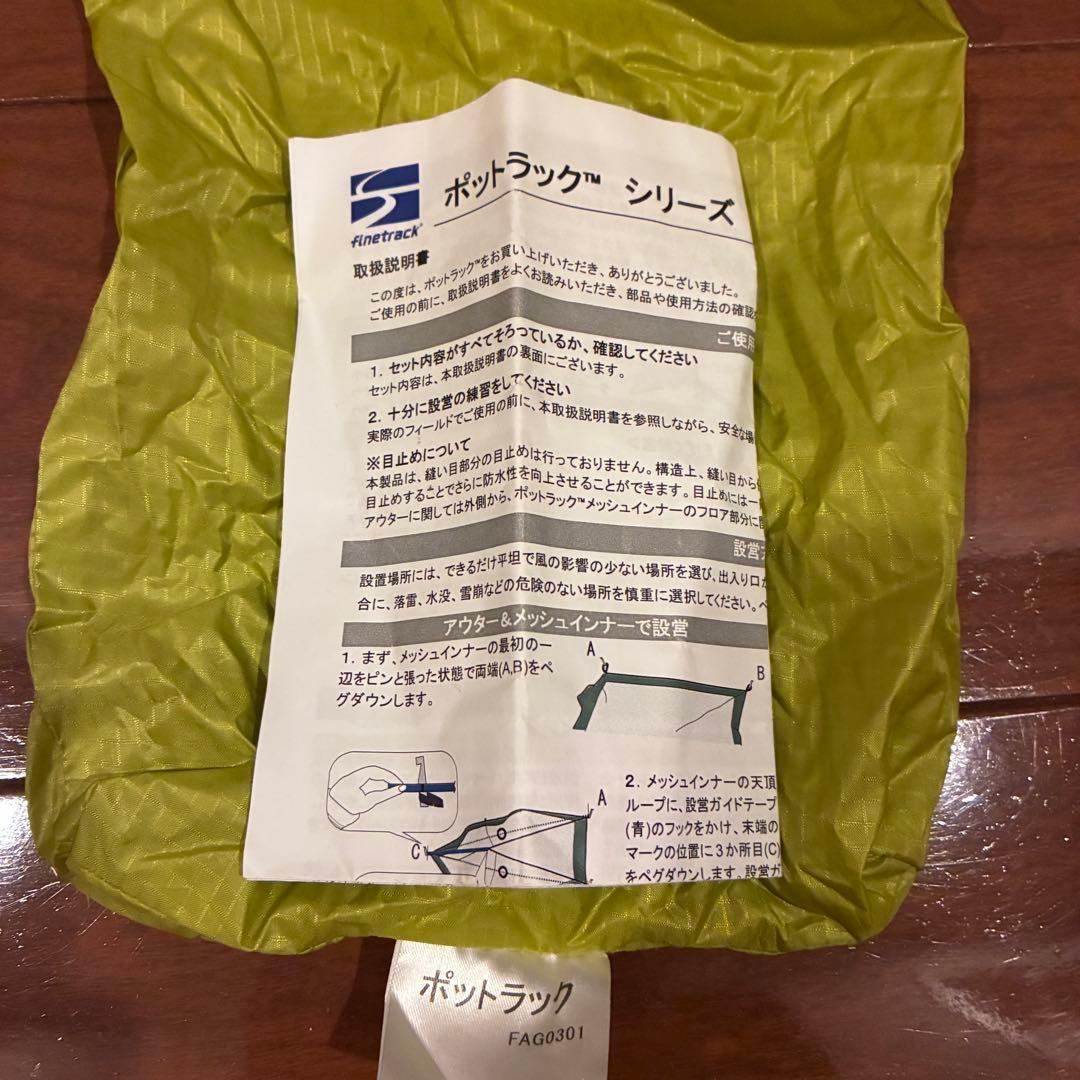 finetrack
ポットラック™ シリーズ
取扱説明書
この度は、ポットラック™をお買い上げいただき、ありがとうございました。
ご使用の前に、取扱説明書をよくお読みいただき、部品や使用方法の確認
ご使用
1. セット内容がすべてそろっているか、確認してください
セット内容は、本取扱説明書の裏面にございます。
2. 十分に設営の練習をしてください
実際のフィールドでご使用の前に、本取扱説明書を参照しながら、安全な場
※目止めについて
本製品は、縫い目部分の目止めは行っておりません。構造上、縫い目から
目止めすることでさらに防水性を向上させることができます。目止めには一
アウターに関しては外側から、ポットラック™メッシュインナーのフロア部分に
設営
設置場所には、できるだけ平坦で風の影響の少ない場所を選び、出入り口
合に、落雷、水没、雪崩などの危険のない場所を慎重に選択してください。ペ
アウター&メッシュインナーで設営
1. まず、メッシュインナーの最初の一
辺をピンと張った状態で両端(A,B)をペ
グダウンします。
A
B
2. メッシュインナーの天頂
ループに、設営ガイドテープ
(青)のフックをかけ、末端の
マークの位置に3か所目(C)
をペグダウンします。設営ガ
A
C
ポットラック
FAG0301